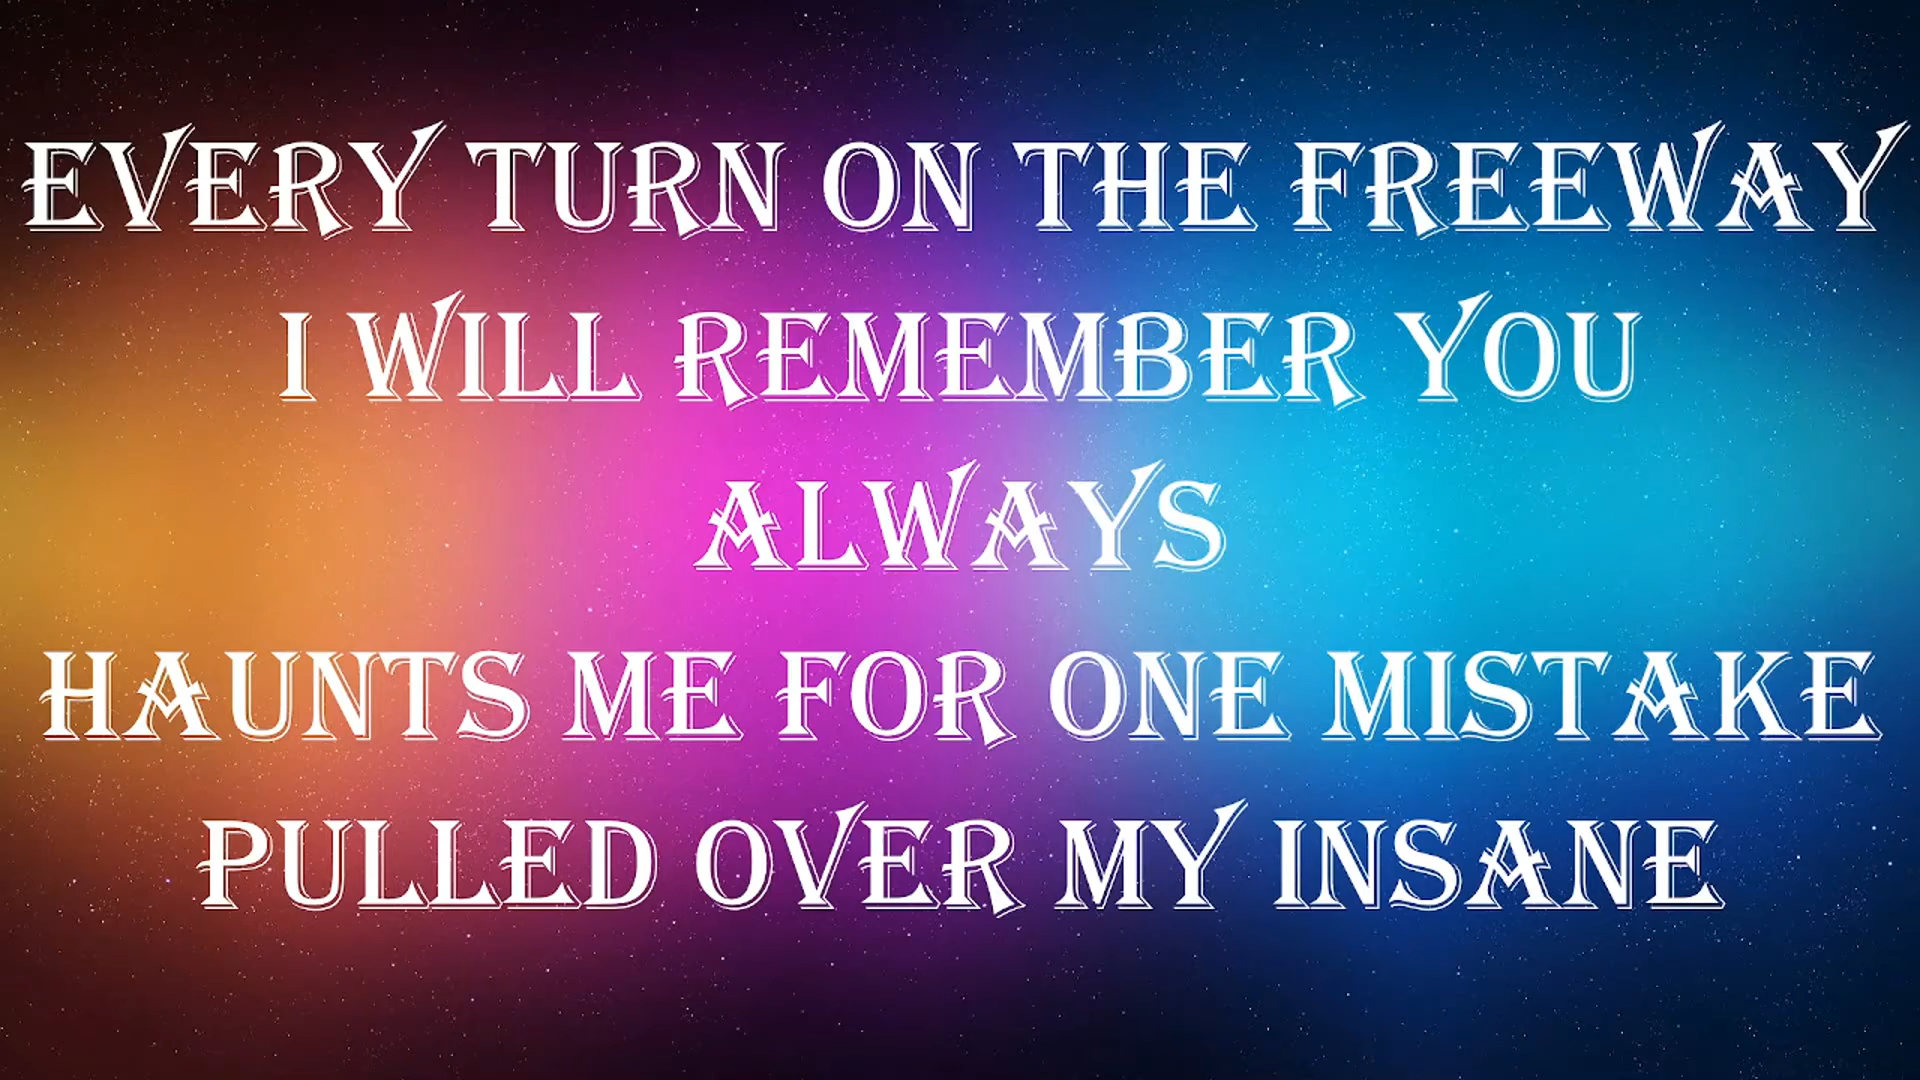 EVERY TURN ON THE FREEWAY
I WILL REMEMBER YOU
ALWAYS
HAUNTS ME FOR ONE MISTAKE
PULLED OVER MY INSANE